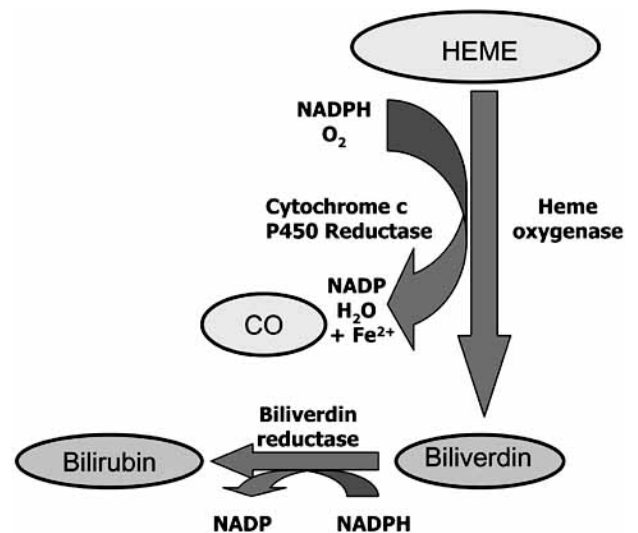 HEME
NADPH
O₂
Cytochrome c
P450 Reductase
Heme
oxygenase
NADP
H₂O
+ Fe²⁺
CO
Biliverdin
reductase
Bilirubin
Biliverdin
NADP
NADPH